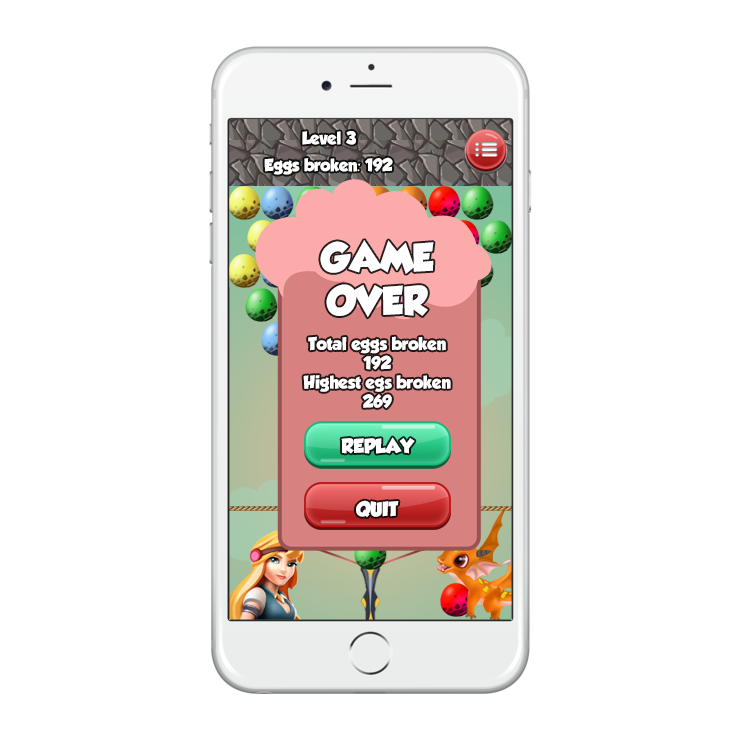 Level 3
Eggs broken: 192
GAME
OVER
Total eggs broken
192
Highest egs broken
269
REPLAY
QUIT